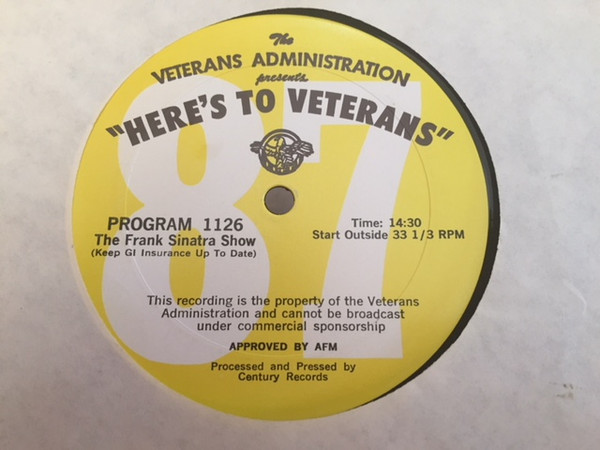 The
VETERANS ADMINISTRATION
presents
"HERE'S TO VETERANS"
87
PROGRAM 1126
The Frank Sinatra Show
(Keep GI Insurance Up To Date)
Time: 14:30
Start Outside 33 1/3 RPM
This recording is the property of the Veterans
Administration and cannot be broadcast
under commercial sponsorship
APPROVED BY AFM
Processed and Pressed by
Century Records